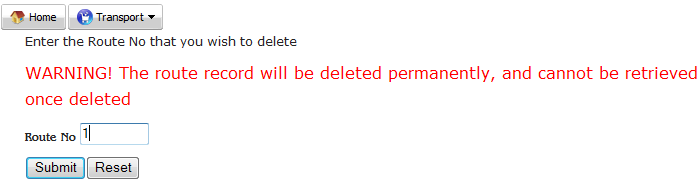 Home Transport
Enter the Route No that you wish to delete
WARNING! The route record will be deleted permanently, and cannot be retrieved
once deleted
Route No 1
Submit Reset